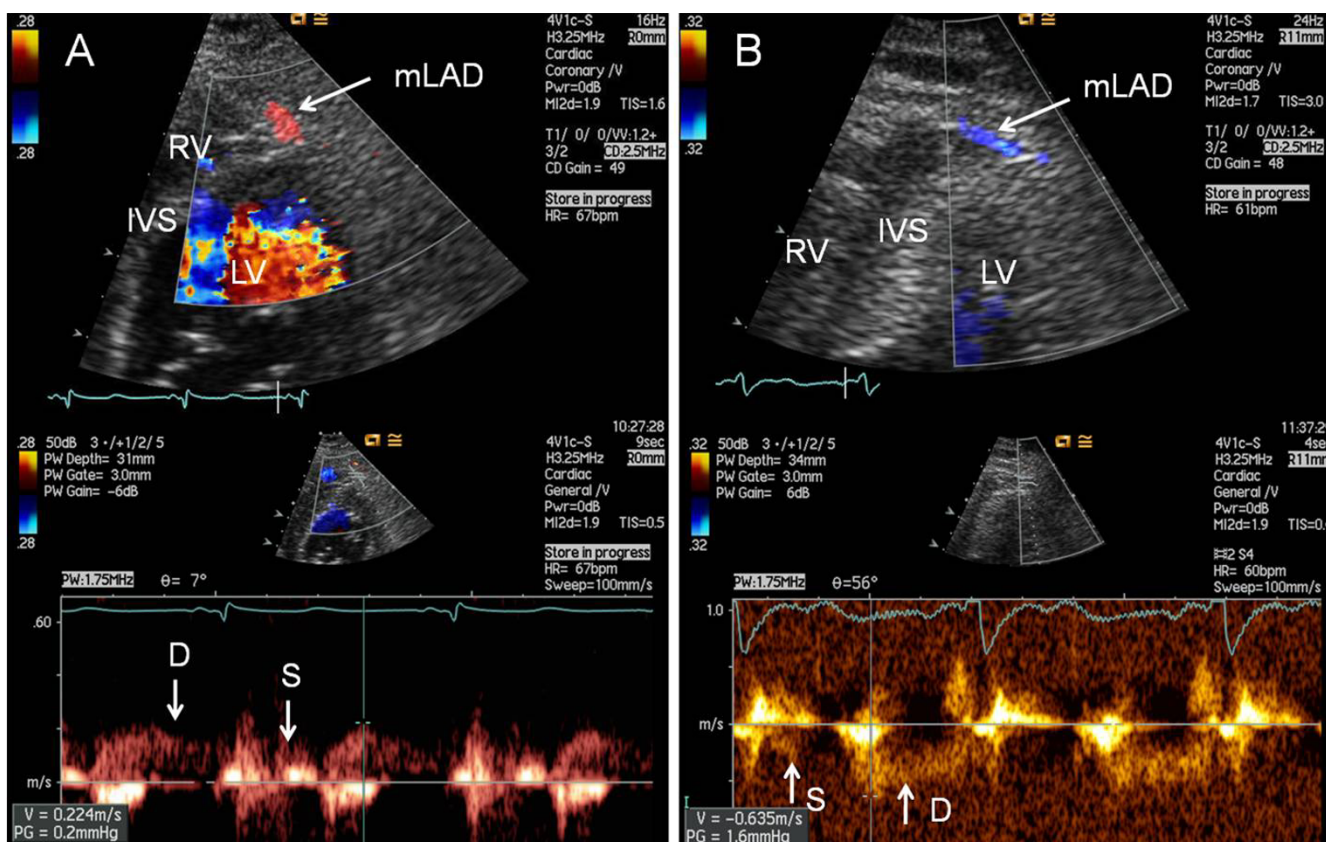 A
.28
.28
mLAD
RV
IVS
LV
4V1c-S 16Hz
H3.25MHz R0mm
Cardiac
Coronary /V
Pwr=0dB
MI2d=1.9 TIS=1.6
T1/ 0/ 0/VV:1.2+
3/2 CD:2.5MHz
CD Gain = 49
Store in progress
HR= 67bpm
10:27:28
.28
.28
50dB 3 •/+1/2/ 5
PW Depth= 31mm
PW Gate= 3.0mm
PW Gain= -6dB
4V1c-S 9sec
H3.25MHz R0mm
Cardiac
General /V
Pwr=0dB
MI2d=1.9 TIS=0.5
Store in progress
HR= 67bpm
Sweep=100mm/s
PW:1.75MHz θ= 7°
.60
D
S
m/s
V = 0.224m/s
PG = 0.2mmHg
B
.32
.32
mLAD
RV
IVS
LV
4V1c-S 24Hz
H3.25MHz R11mm
Cardiac
Coronary /V
Pwr=0dB
MI2d=1.7 TIS=3.0
T1/ 0/ 0/VV:1.2+
3/2 CD:2.5MHz
CD Gain = 48
Store in progress
HR= 61bpm
.32
.32
50dB 3 •/+1/2/ 5
PW Depth= 34mm
PW Gate= 3.0mm
PW Gain= 6dB
4V1c-S
H3.25MHz R11mm
Cardiac
General /V
Pwr=0dB
MI2d=1.9
S4
HR= 60bpm
Sweep=100mm/s
PW:1.75MHz θ=56°
1.0
m/s
S
D
V = -0.635m/s
PG = 1.6mmHg